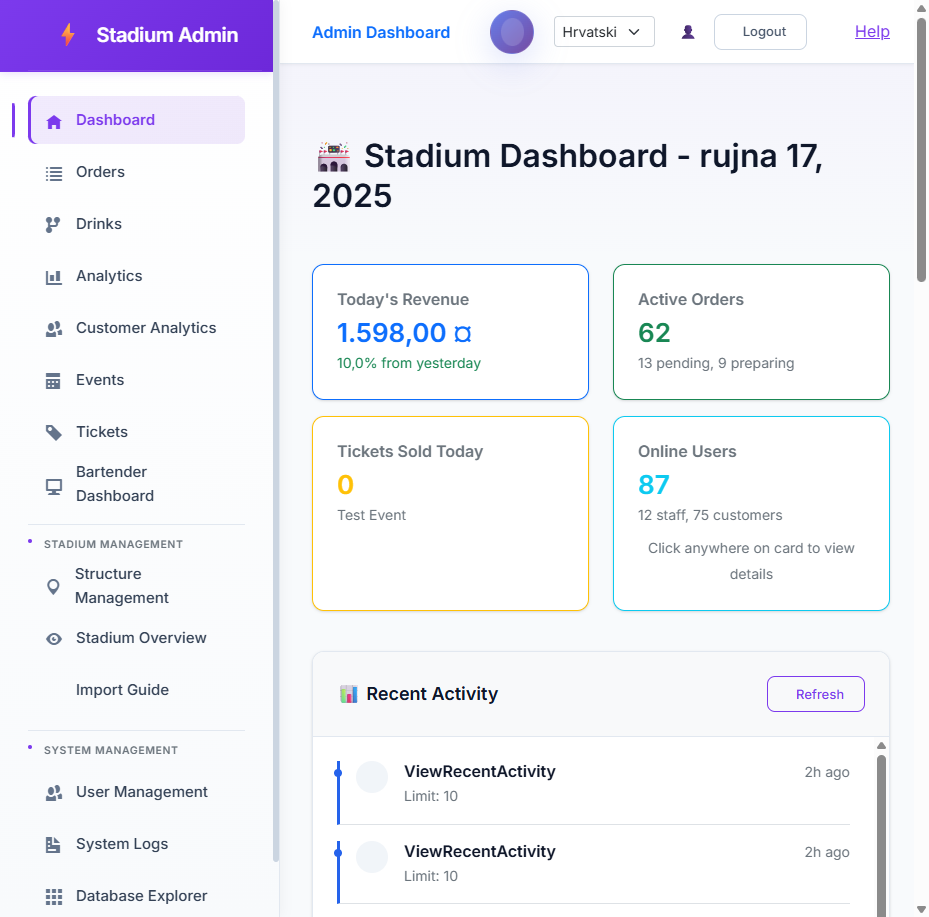 Stadium Admin
Admin Dashboard
Hrvatski
Logout
Help
Dashboard
Orders
Drinks
Analytics
Customer Analytics
Events
Tickets
Bartender
Dashboard
STADIUM MANAGEMENT
Structure
Management
Stadium Overview
Import Guide
SYSTEM MANAGEMENT
User Management
System Logs
Database Explorer
Stadium Dashboard - rujna 17,
2025
Today's Revenue
1.598,00 ¤
10,0% from yesterday
Active Orders
62
13 pending, 9 preparing
Tickets Sold Today
0
Test Event
Online Users
87
12 staff, 75 customers
Click anywhere on card to view
details
Recent Activity
Refresh
ViewRecentActivity
2h ago
Limit: 10
ViewRecentActivity
2h ago
Limit: 10